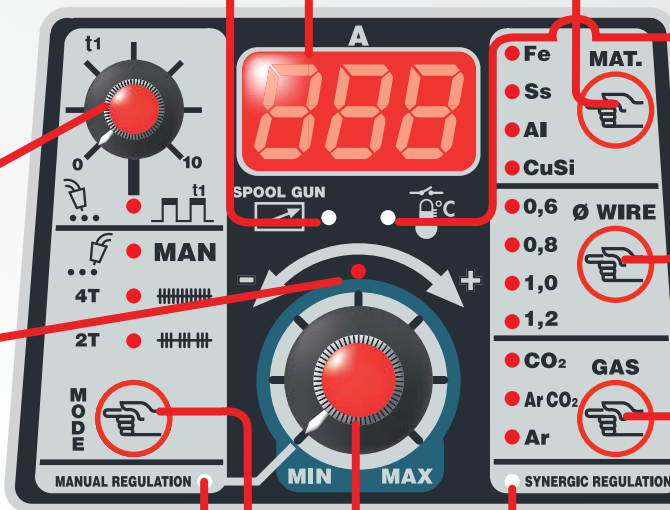 t1
0
10
t1
MAN
4T
2T
MODE
MANUAL REGULATION
A
888
SPOOL GUN
°C
-
+
MIN
MAX
Fe
Ss
Al
CuSi
MAT.
0,6
0,8
1,0
1,2
Ø WIRE
CO₂
Ar CO₂
Ar
GAS
SYNERGIC REGULATION